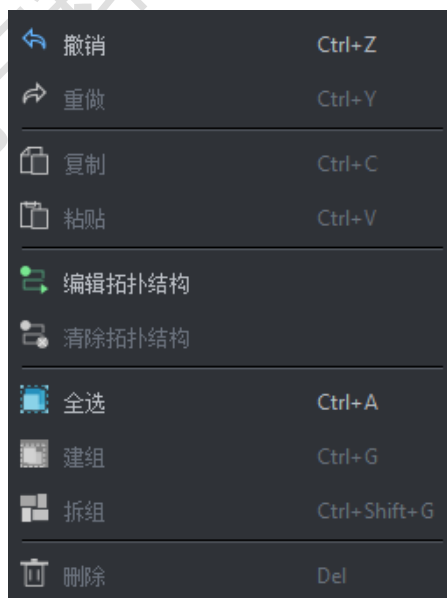 撤销 Ctrl+Z
重做 Ctrl+Y
复制 Ctrl+C
粘贴 Ctrl+V
编辑拓扑结构
清除拓扑结构
全选 Ctrl+A
建组 Ctrl+G
拆组 Ctrl+Shift+G
删除 Del